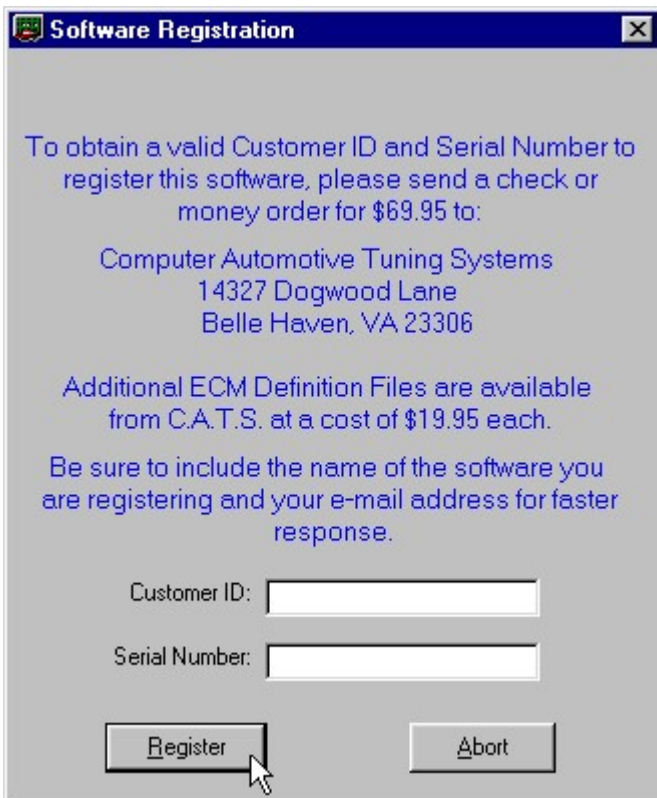 Software Registration
To obtain a valid Customer ID and Serial Number to
register this software, please send a check or
money order for $69.95 to:
Computer Automotive Tuning Systems
14327 Dogwood Lane
Belle Haven, VA 23306
Additional ECM Definition Files are available
from C.A.T.S. at a cost of $19.95 each.
Be sure to include the name of the software you
are registering and your e-mail address for faster
response.
Customer ID:
Serial Number:
Register Abort